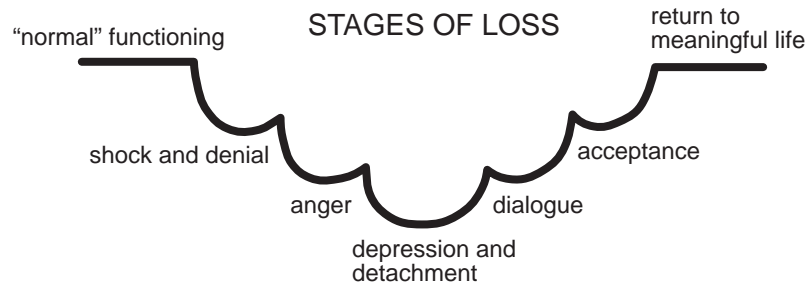 STAGES OF LOSS
“normal” functioning
return to
meaningful life
shock and denial
acceptance
anger
dialogue
depression and
detachment